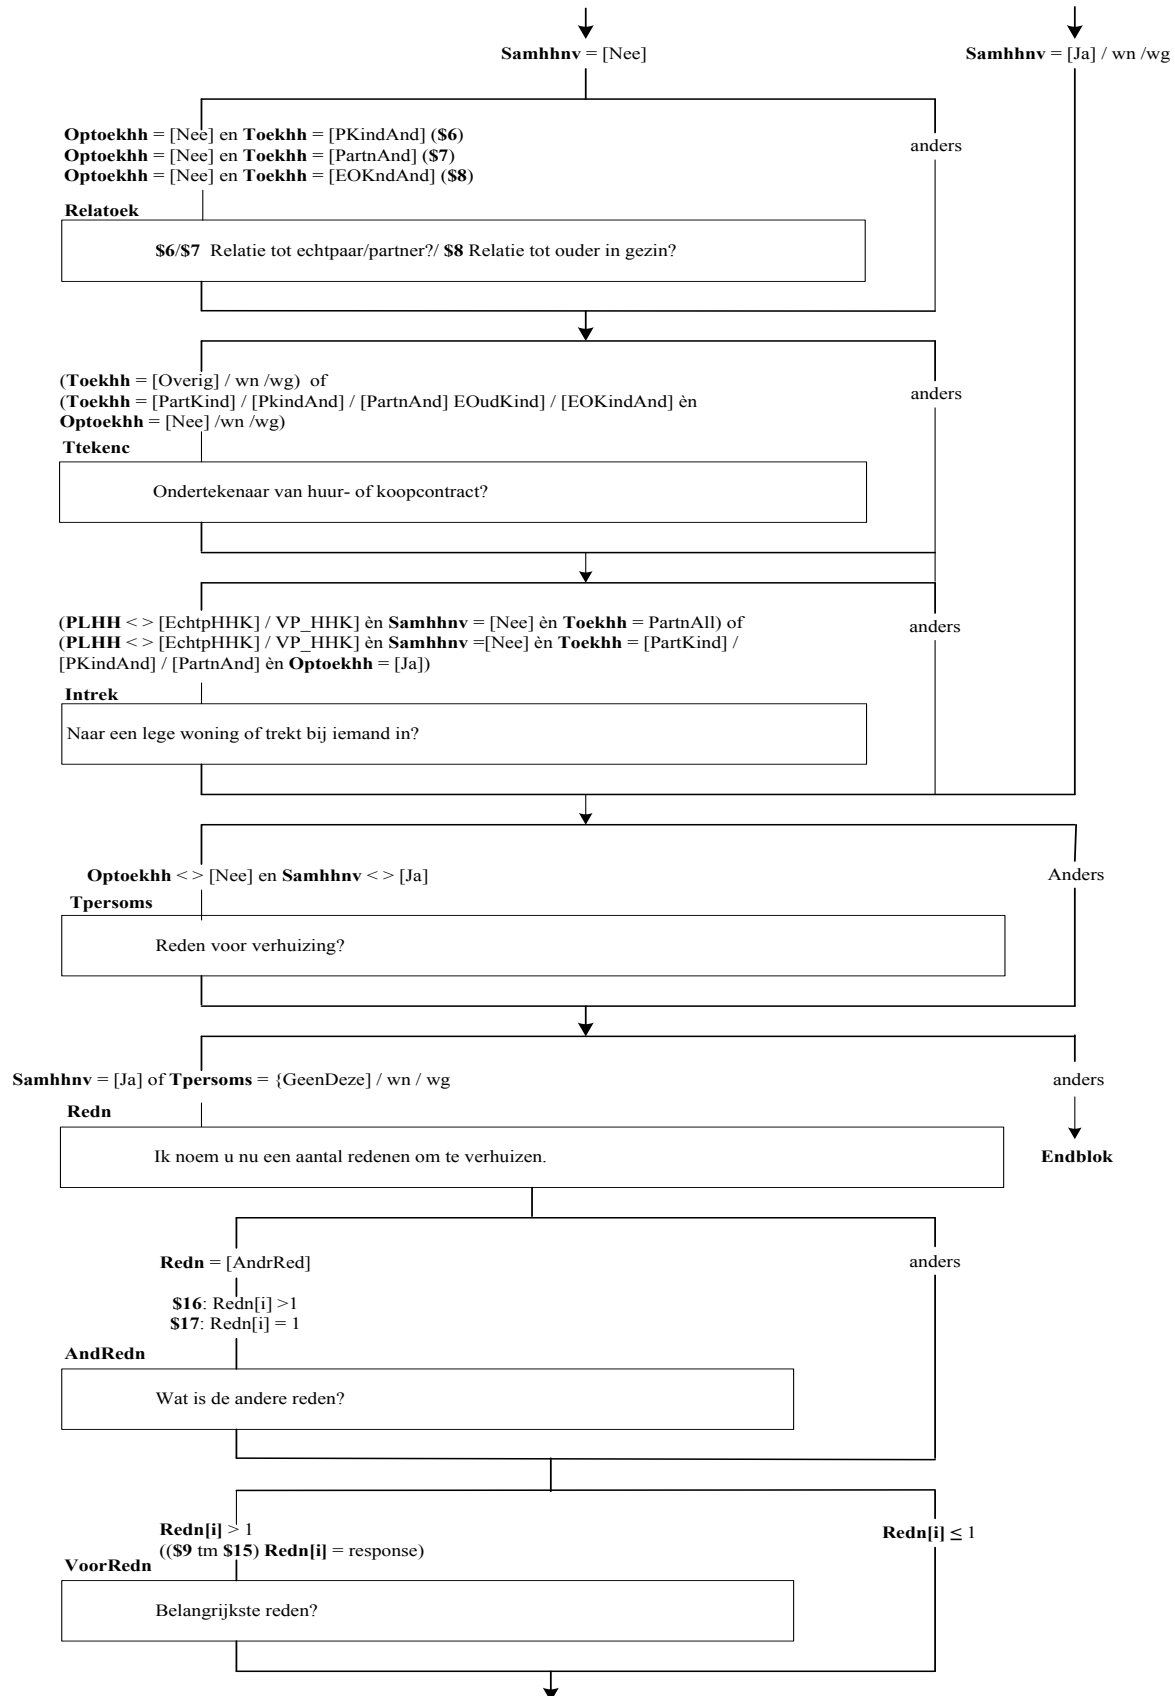 Samhhnv = [Nee]
Samhhnv = [Ja] / wn /wg
Optoekhh = [Nee] en Toekhh = [PKindAnd] ($6)
Optoekhh = [Nee] en Toekhh = [PartnAnd] ($7)
Optoekhh = [Nee] en Toekhh = [EOKndAnd] ($8)
anders
Relatoek
$6/$7 Relatie tot echtpaar/partner?/ $8 Relatie tot ouder in gezin?
(Toekhh = [Overig] / wn /wg) of
(Toekhh = [PartKind] / [PkindAnd] / [PartnAnd] EOudKind] / [EOKindAnd] èn
Optoekhh = [Nee] /wn /wg)
anders
Ttekenc
Ondertekenaar van huur- of koopcontract?
(PLHH < > [EchtpHHK] / VP_HHK] èn Samhhnv = [Nee] èn Toekhh = PartnAll) of
(PLHH < > [EchtpHHK] / VP_HHK] èn Samhhnv =[Nee] èn Toekhh = [PartKind] /
[PKindAnd] / [PartnAnd] èn Optoekhh = [Ja])
anders
Intrek
Naar een lege woning of trekt bij iemand in?
Optoekhh < > [Nee] en Samhhnv < > [Ja]
Anders
Tpersoms
Reden voor verhuizing?
Samhhnv = [Ja] of Tpersoms = {GeenDeze] / wn / wg
anders
Redn
Ik noem u nu een aantal redenen om te verhuizen.
Endblok
Redn = [AndrRed]
anders
$16: Redn[i] >1
$17: Redn[i] = 1
AndRedn
Wat is de andere reden?
Redn[i] > 1
Redn[i] ≤ 1
(($9 tm $15) Redn[i] = response)
VoorRedn
Belangrijkste reden?